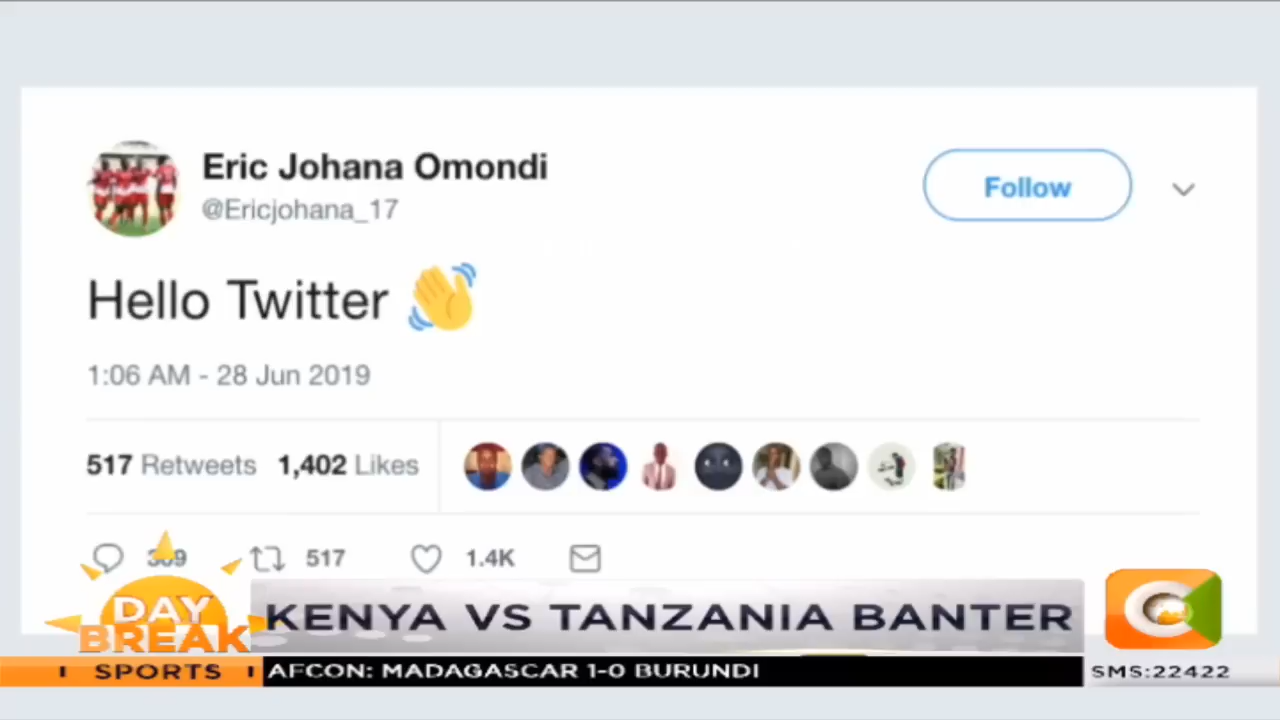 Eric Johana Omondi
@Ericjohana_17
Follow
Hello Twitter 👋
1:06 AM - 28 Jun 2019
517 Retweets 1,402 Likes
517 1.4K
DAY
BREAK
KENYA VS TANZANIA BANTER
SPORTS
AFCON: MADAGASCAR 1-0 BURUNDI
SMS:22422